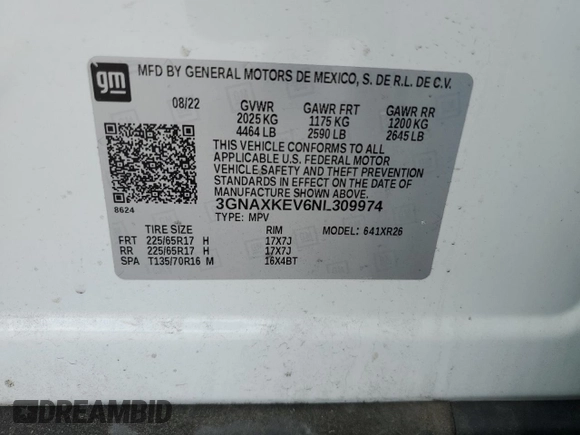 gm
MFD BY GENERAL MOTORS DE MEXICO, S. DE R.L. DE C.V.
08/22 GVWR GAWR FRT GAWR RR
2025 KG 1175 KG 1200 KG
4464 LB 2590 LB 2645 LB
THIS VEHICLE CONFORMS TO ALL
APPLICABLE U.S. FEDERAL MOTOR
VEHICLE SAFETY AND THEFT PREVENTION
STANDARDS IN EFFECT ON THE DATE OF
MANUFACTURE SHOWN ABOVE.
3GNAXKEV6NL309974
8624 TYPE: MPV
TIRE SIZE RIM MODEL: 641XR26
FRT 225/65R17 H 17X7J
RR 225/65R17 H 17X7J
SPA T135/70R16 M 16X4BT
DREAMBID